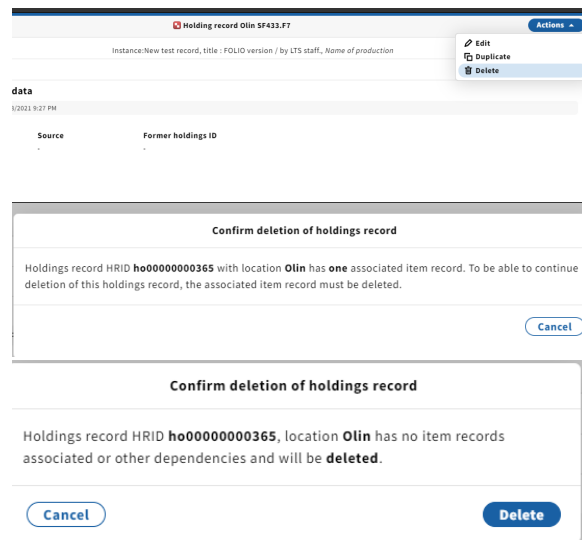 Holding record Olin SF433.F7
Actions
Instance:New test record, title : FOLIO version / by LTS staff., Name of production
Edit
Duplicate
Delete
data
/2021 9:27 PM
Source
Former holdings ID
-
-
Confirm deletion of holdings record
Holdings record HRID ho00000000365 with location Olin has one associated item record. To be able to continue
deletion of this holdings record, the associated item record must be deleted.
Cancel
Confirm deletion of holdings record
Holdings record HRID ho00000000365, location Olin has no item records
associated or other dependencies and will be deleted.
Cancel
Delete